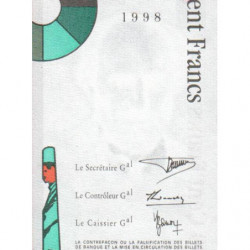 1998
ent Francs
Le Secrétaire Gal
Le Contrôleur Gal
Le Caissier Gal
LA CONTREFAÇON OU LA FALSIFICATION DES BILLETS
DE BANQUE ET LA MISE EN CIRCULATION DES BILLETS